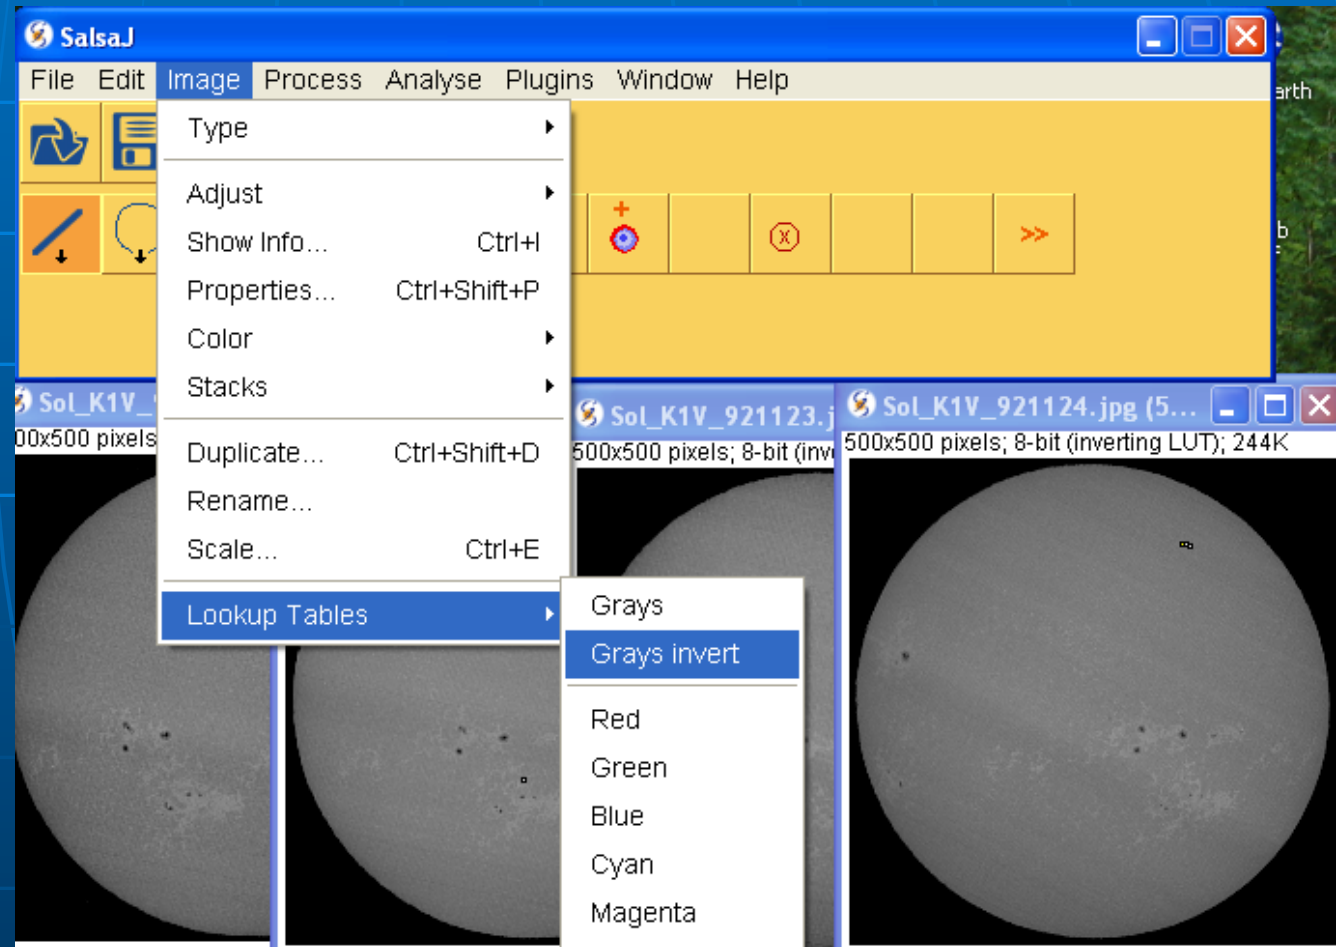 SalsaJ
File Edit Image Process Analyse Plugins Window Help
arth
Type
Adjust
Show Info... Ctrl+I
Properties... Ctrl+Shift+P
Color
Stacks
Duplicate... Ctrl+Shift+D
Rename...
Scale... Ctrl+E
Lookup Tables
Grays
Grays invert
Red
Green
Blue
Cyan
Magenta
+
X
>>
b
Sol_K1V_
00x500 pixels
Sol_K1V_921123.j
500x500 pixels; 8-bit (inve
Sol_K1V_921124.jpg (5...
500x500 pixels; 8-bit (inverting LUT); 244K